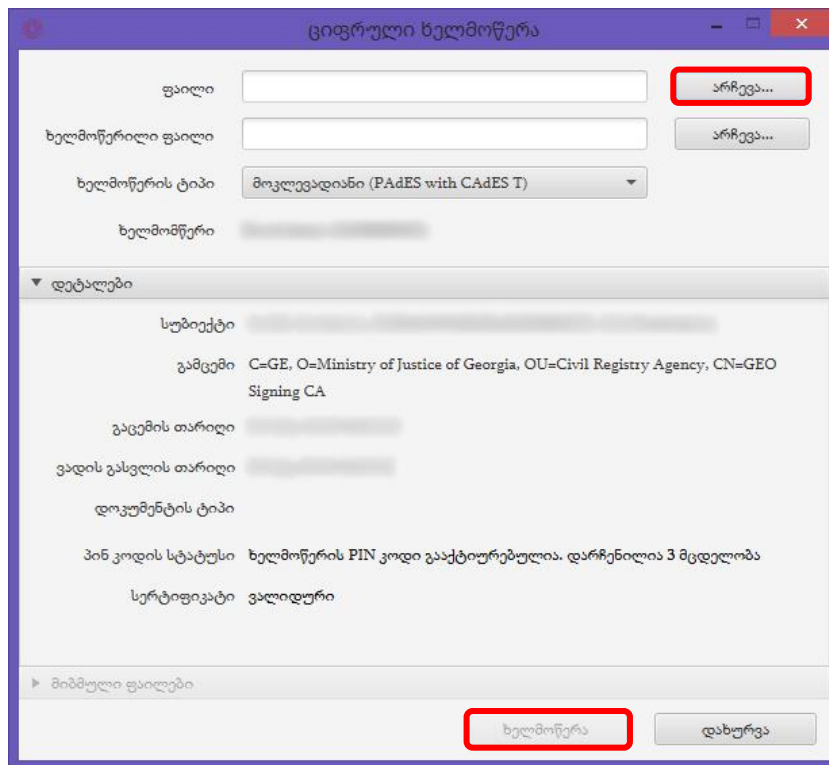 ციფრული ხელმოწერა
ფაილი
არჩევა...
ხელმოწერილი ფაილი
არჩევა...
ხელმოწერის ტიპი მოკლევადიანი (PAdES with CAdES T)
ხელმომწერი
დეტალები
სუბიექტი
გამცემი C=GE, O=Ministry of Justice of Georgia, OU=Civil Registry Agency, CN=GEO
Signing CA
გაცემის თარიღი
ვადის გასვლის თარიღი
დოკუმენტის ტიპი
პინ კოდის სტატუსი ხელმოწერის PIN კოდი გააქტიურებულია. დარჩენილია 3 მცდელობა
სერტიფიკატი ვალიდური
მიბმული ფაილები
ხელმოწერა დახურვა